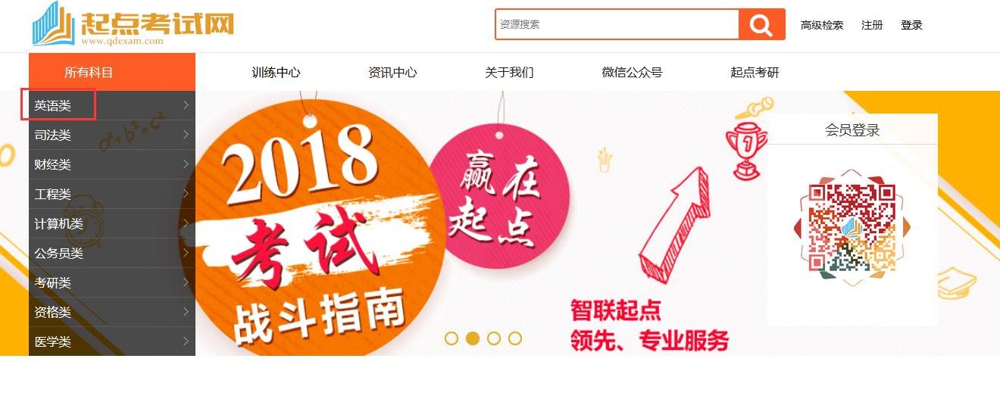 起点考试网
www.qdexam.com
资源搜索
高级检索 注册 登录
所有科目 训练中心 资讯中心 关于我们 微信公众号 起点考研
英语类
司法类
财经类
工程类
计算机类
公务员类
考研类
资格类
医学类
a²+b²=c²
2018
考试
战斗指南
赢在
起点
1
智联起点
领先、专业服务
会员登录